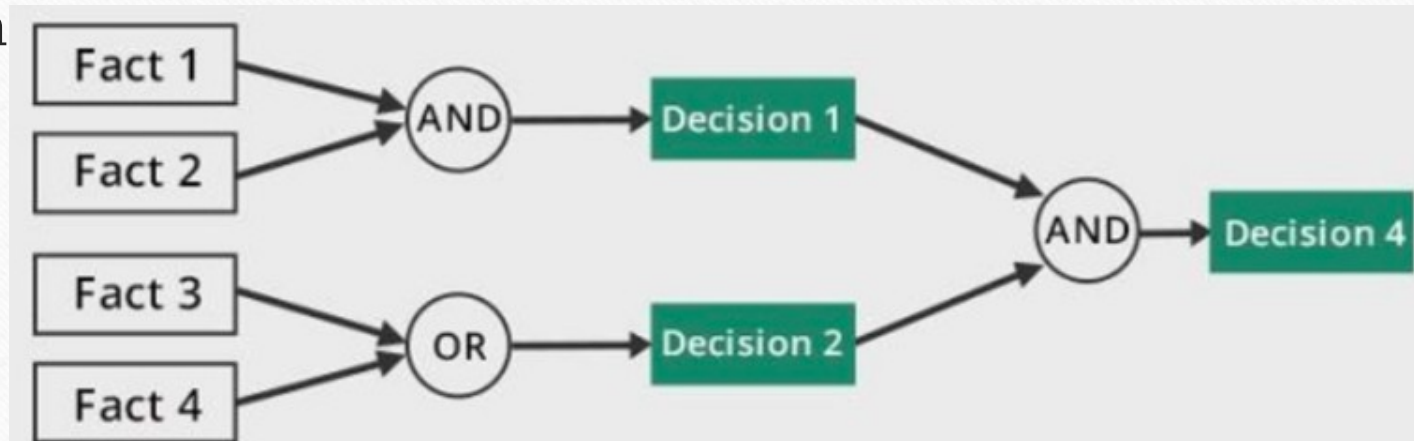 Fact 1
Fact 2
AND
Decision 1
Fact 3
Fact 4
OR
Decision 2
AND
Decision 4